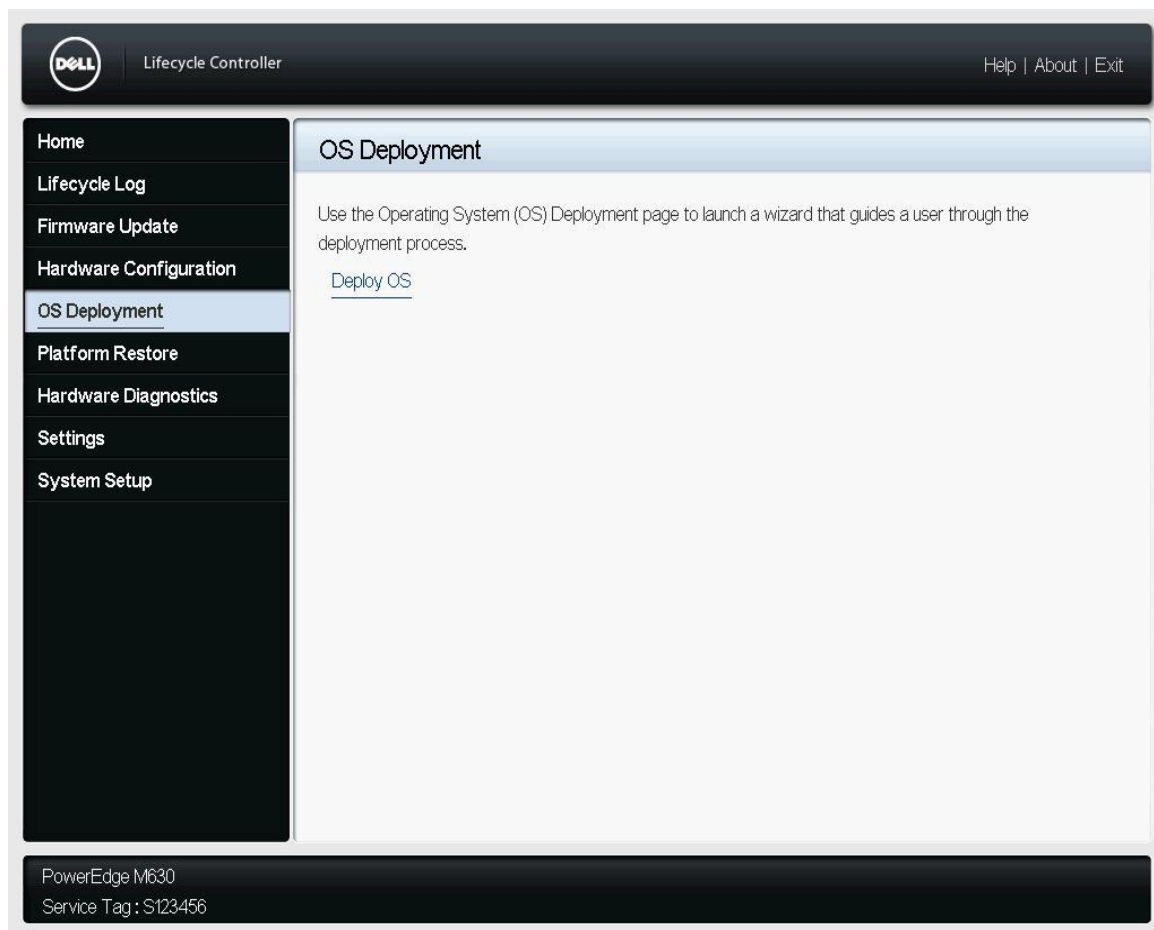 DELL
Lifecycle Controller
Help | About | Exit
Home
Lifecycle Log
Firmware Update
Hardware Configuration
OS Deployment
Platform Restore
Hardware Diagnostics
Settings
System Setup
OS Deployment
Use the Operating System (OS) Deployment page to launch a wizard that guides a user through the
deployment process.
Deploy OS
PowerEdge M630
Service Tag : S123456